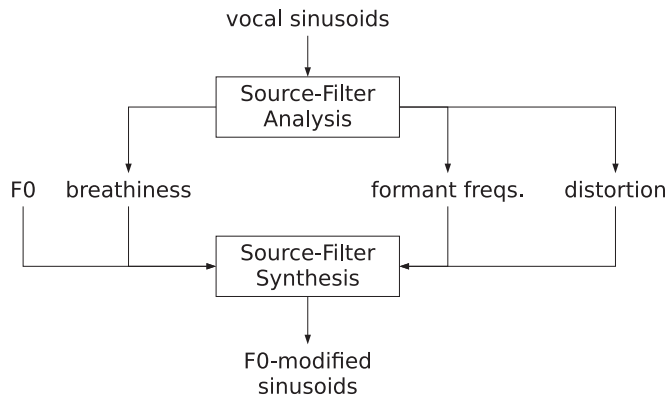 vocal sinusoids
Source-Filter
Analysis
F0 breathiness formant freqs. distortion
Source-Filter
Synthesis
F0-modified
sinusoids